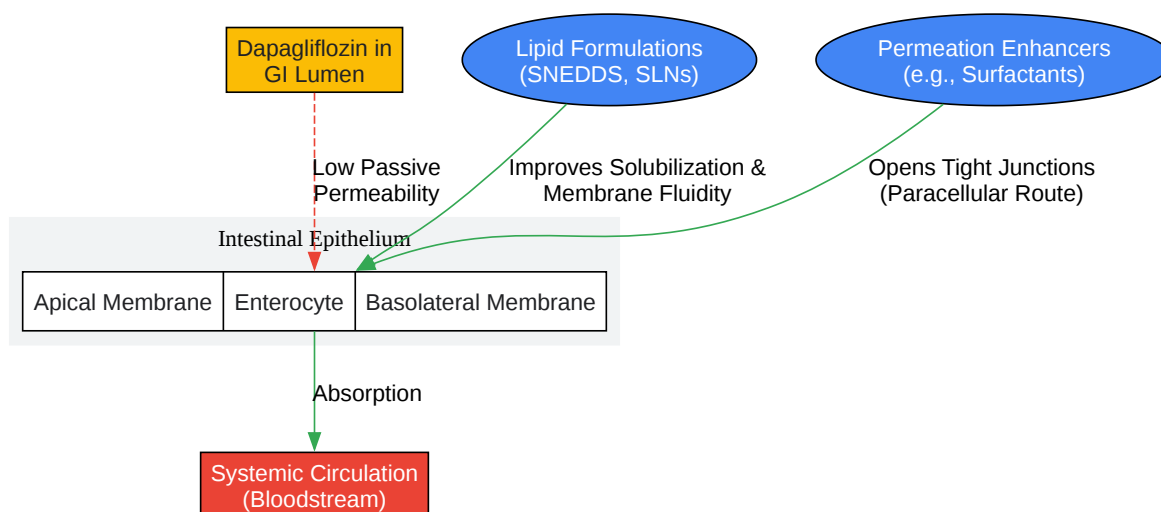 Dapagliflozin in
GI Lumen
Lipid Formulations
(SNEDDS, SLNs)
Permeation Enhancers
(e.g., Surfactants)
Low Passive
Permeability
Improves Solubilization &
Membrane Fluidity
Opens Tight Junctions
(Paracellular Route)
Intestinal Epithelium
Apical Membrane
Enterocyte
Basolateral Membrane
Absorption
Systemic Circulation
(Bloodstream)